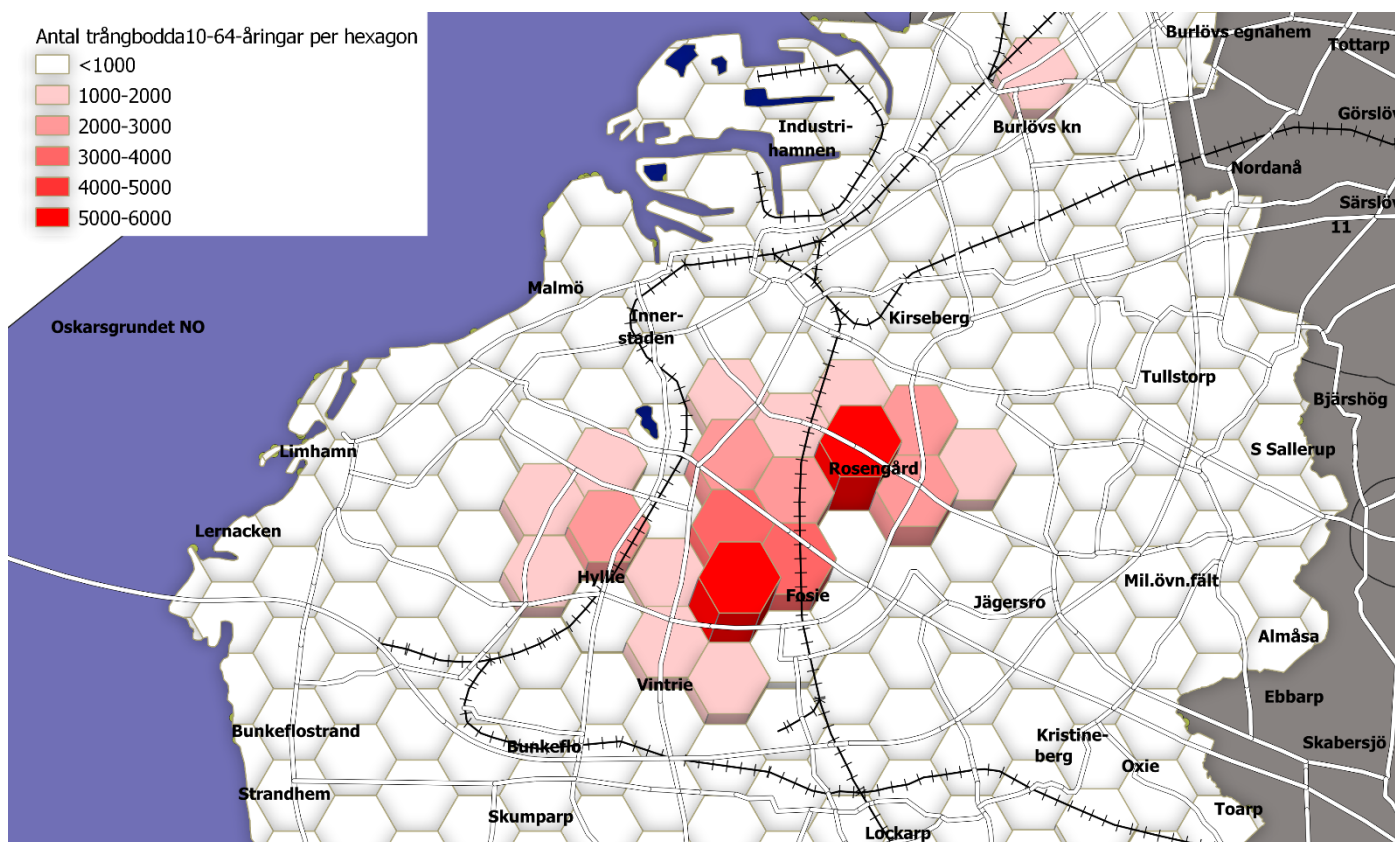 Antal trångbodda10-64-åringar per hexagon
<1000
1000-2000
2000-3000
3000-4000
4000-5000
5000-6000
Burlövs egnahem
Tottarp
Görslöv
Industri-
hamnen
Burlövs kn
Nordanå
Särslöv
11
Malmö
Oskarsgrundet NO
Inner-
staden
Kirseberg
Tullstorp
Bjärshög
Limhamn
Rosengård
S Sallerup
Lernacken
Hyllie
Fosie
Jägersro
Mil.övn.fält
Almåsa
Vintrie
Ebbarp
Bunkeflostrand
Bunkeflo
Kristine-
berg
Skabersjö
Oxie
Strandhem
Skumparp
Toarp
Lockarp